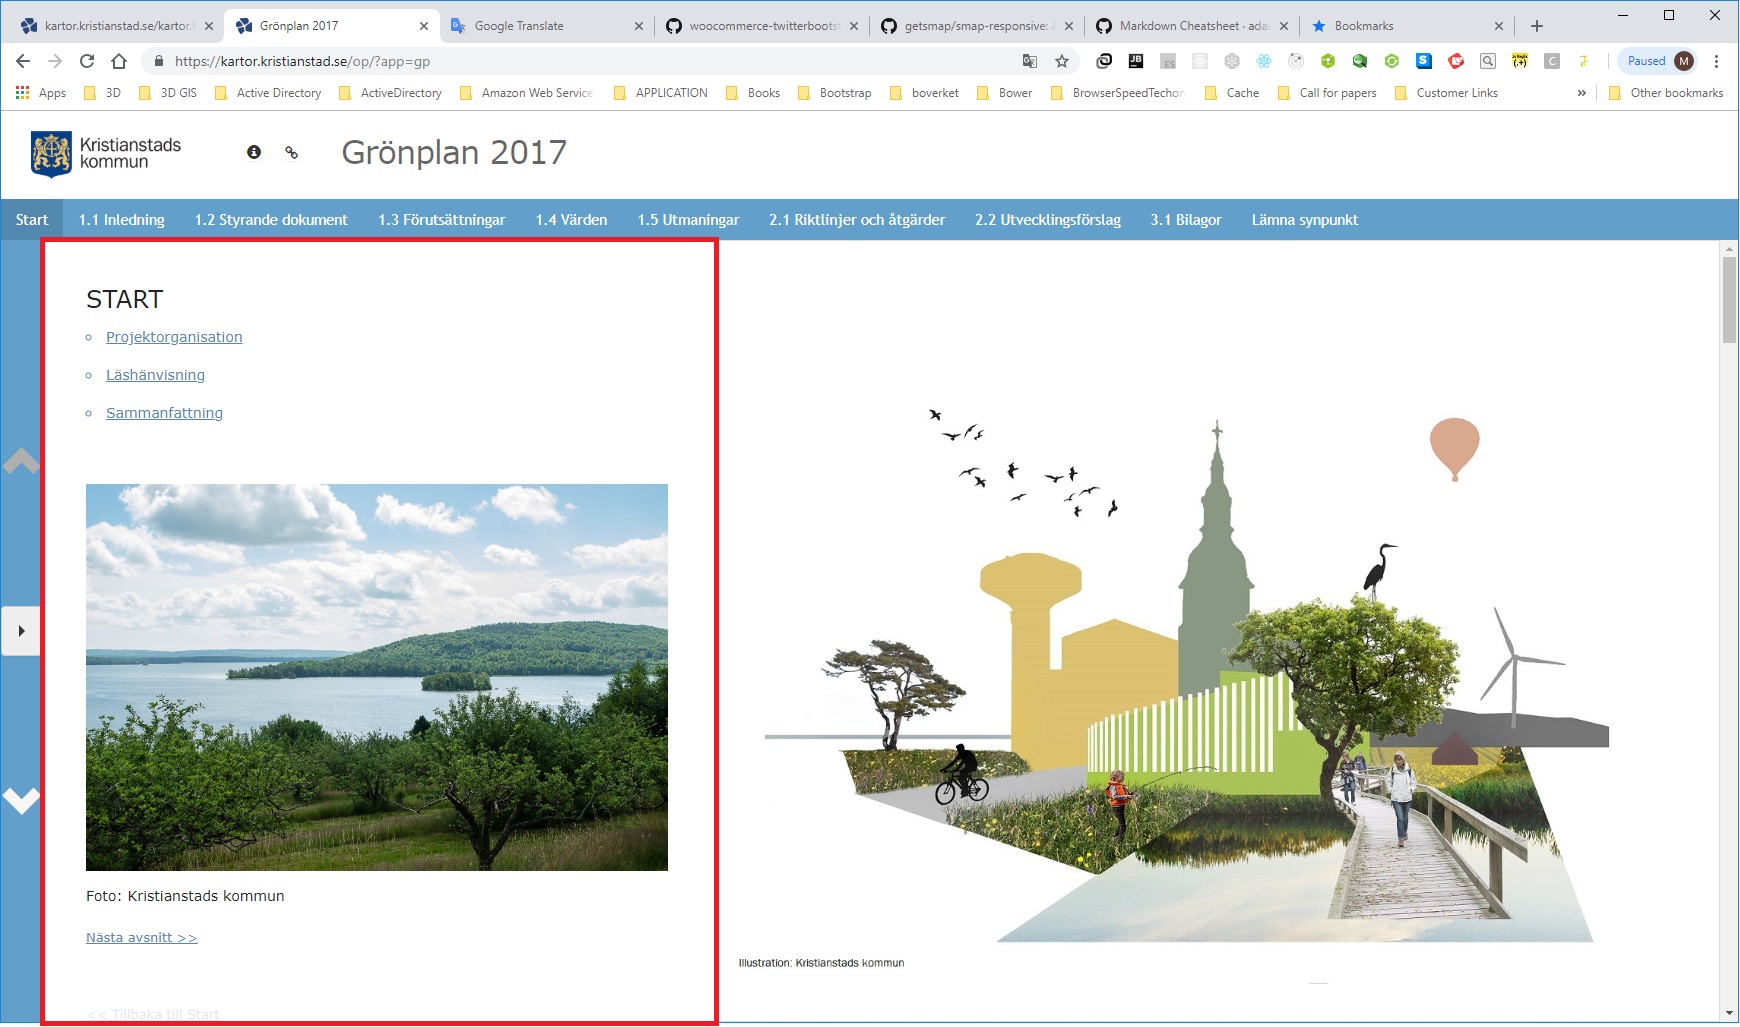 kartor.kristianstad.se/kartor.h
Grönplan 2017
Google Translate
woocommerce-twitterbootst
getsmap/smap-responsive: A
Markdown Cheatsheet · adar
Bookmarks
https://kartor.kristianstad.se/op/?app=gp
Paused
M
Apps
3D
3D GIS
Active Directory
ActiveDirectory
Amazon Web Service
APPLICATION
Books
Bootstrap
boverket
Bower
BrowserSpeedTechon
Cache
Call for papers
Customer Links
»
Other bookmarks
Kristianstads
kommun
Grönplan 2017
Start
1.1 Inledning
1.2 Styrande dokument
1.3 Förutsättningar
1.4 Värden
1.5 Utmaningar
2.1 Riktlinjer och åtgärder
2.2 Utvecklingsförslag
3.1 Bilagor
Lämna synpunkt
START
Projektorganisation
Läshänvisning
Sammanfattning
Foto: Kristianstads kommun
Nästa avsnitt >>
<< Tillbaka till Start
Illustration: Kristianstads kommun